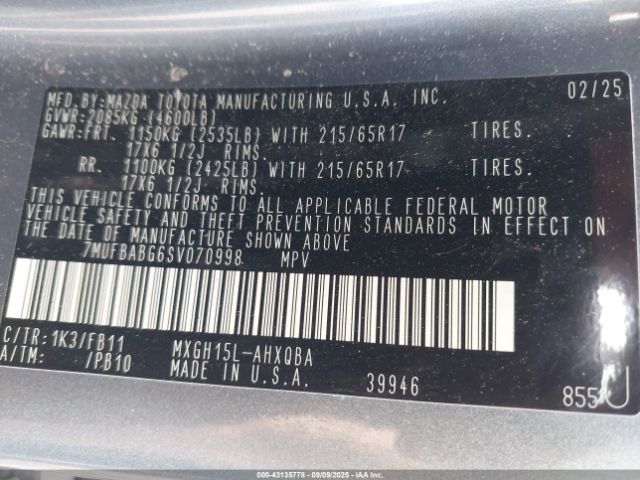 MFD.BY:MAZDA TOYOTA MANUFACTURING U.S.A. INC. 02/25
GVWR:2085KG (4600LB)
GAWR:FRT. 1150KG (2535LB) WITH 215/65R17 TIRES.
17X6 1/2J RIMS.
RR. 1100KG (2425LB) WITH 215/65R17 TIRES.
17X6 1/2J RIMS.
THIS VEHICLE CONFORMS TO ALL APPLICABLE FEDERAL MOTOR
VEHICLE SAFETY AND THEFT PREVENTION STANDARDS IN EFFECT ON
THE DATE OF MANUFACTURE SHOWN ABOVE
7MUFBABG6SV070998 MPV
C/TR:1K3/FB11 MXGH15L-AHXQBA
A/TM: /PB10 MADE IN U.S.A. 39946 855 U
000-43135778 - 09/09/2025 - IAAI.COM